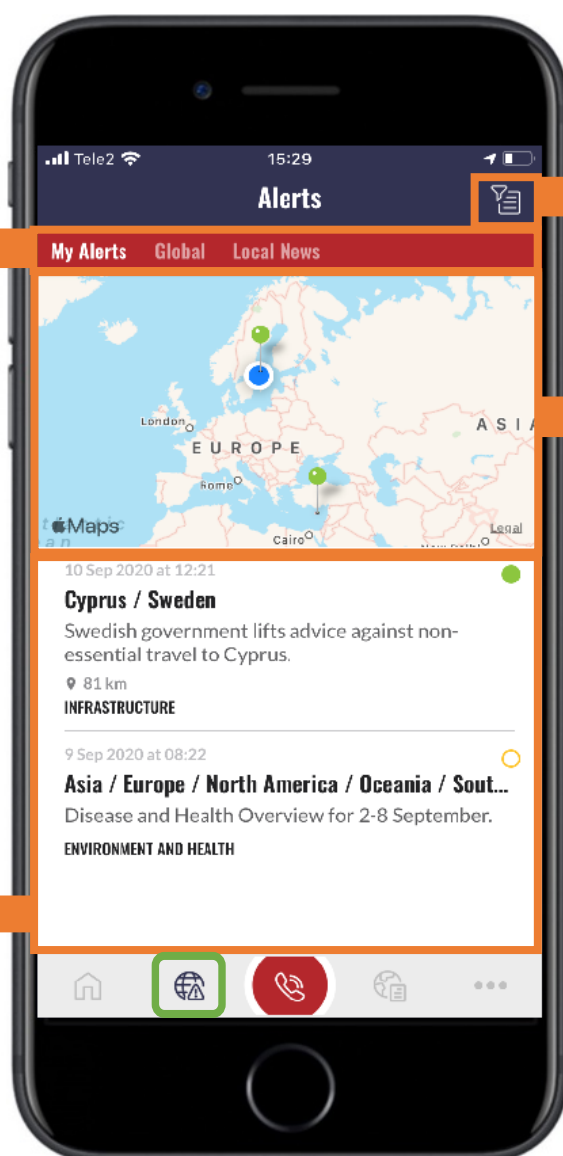 Tele2
15:29
Alerts
My Alerts Global Local News
London
EUROPE
ASIA
Rome
Maps
Cairo
Legal
New Delhi
10 Sep 2020 at 12:21
Cyprus / Sweden
Swedish government lifts advice against non-
essential travel to Cyprus.
81 km
INFRASTRUCTURE
9 Sep 2020 at 08:22
Asia / Europe / North America / Oceania / Sout...
Disease and Health Overview for 2-8 September.
ENVIRONMENT AND HEALTH